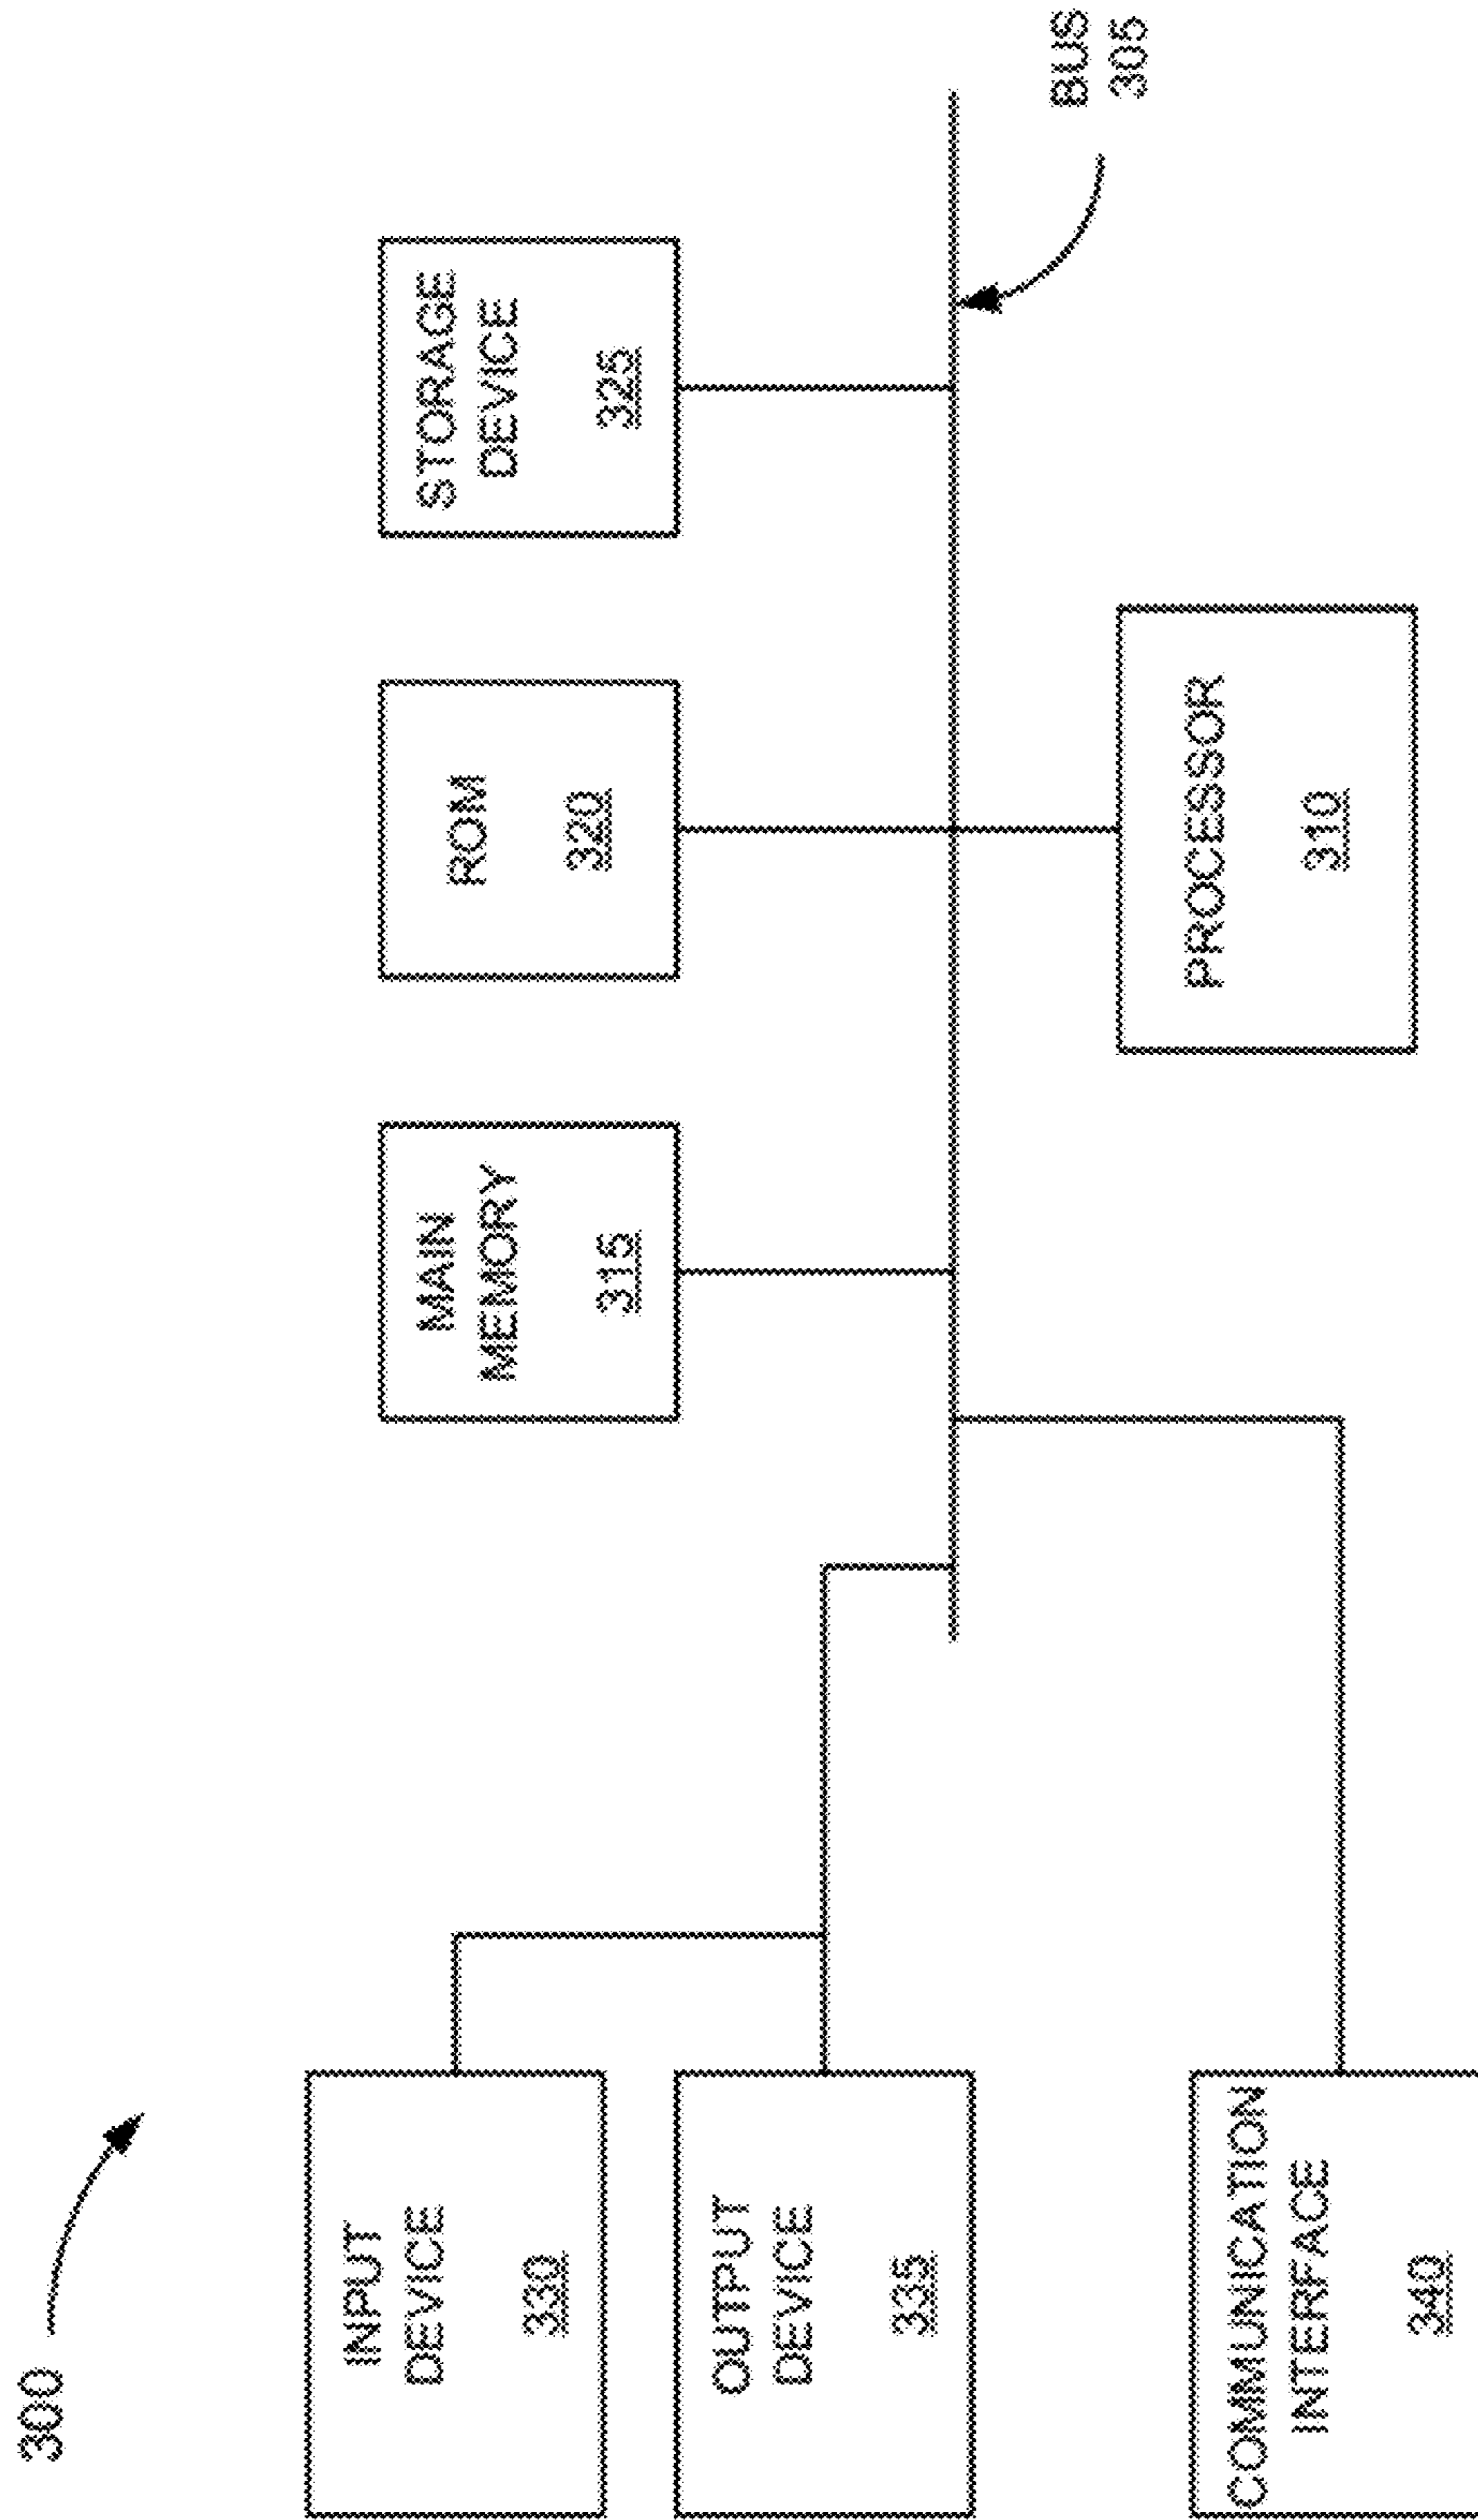 300
INPUT
DEVICE
330
OUTPUT
DEVICE
335
COMMUNICATION
INTERFACE
340
MAIN
MEMORY
315
ROM
320
STORAGE
DEVICE
325
PROCESSOR
310
BUS
305